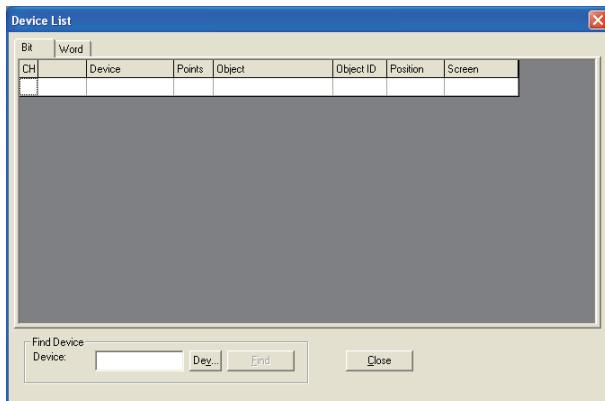 Device List
Bit Word
CH Device Points Object Object ID Position Screen
Find Device
Device: Dev... Find Close